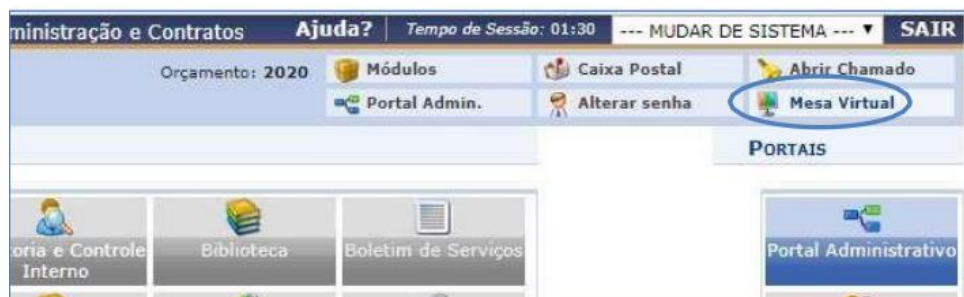 ministração e Contratos Ajuda? Tempo de Sessão: 01:30 --- MUDAR DE SISTEMA --- SAIR
Orçamento: 2020 Módulos Caixa Postal Abrir Chamado
Portal Admin. Alterar senha Mesa Virtual
PORTAIS
oria e Controle Interno Biblioteca Boletim de Serviços Portal Administrativo